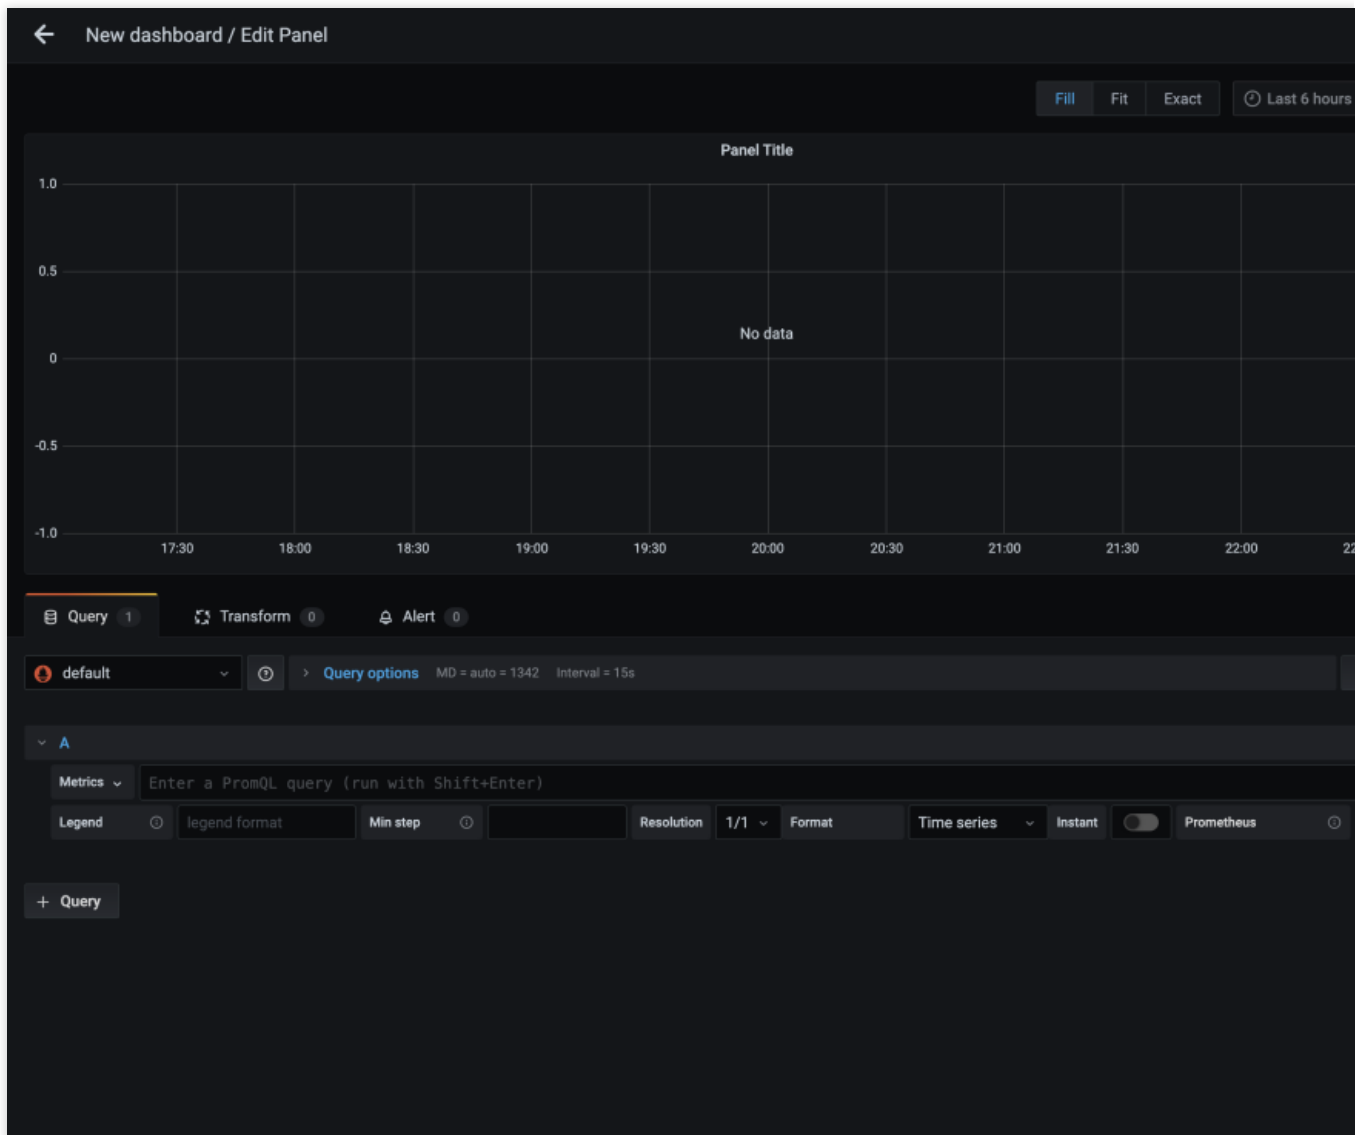 New dashboard / Edit Panel
Fill Fit Exact Last 6 hours
Panel Title
1.0
0.5
No data
0
-0.5
-1.0
17:30 18:00 18:30 19:00 19:30 20:00 20:30 21:00 21:30 22:00 22
Query 1 Transform 0 Alert 0
default Query options MD = auto = 1342 Interval = 15s
A
Metrics Enter a PromQL query (run with Shift+Enter)
Legend legend format Min step Resolution 1/1 Format Time series Instant Prometheus
+ Query